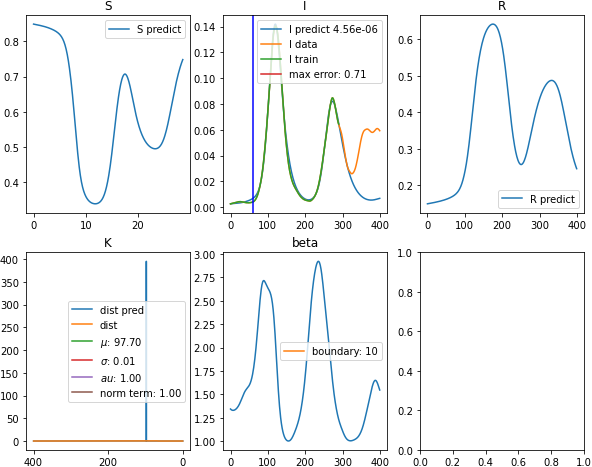 S
S predict
0.8
0.7
0.6
0.5
0.4
0
10
20
I
I predict 4.56e-06
I data
I train
max error: 0.71
0.14
0.12
0.10
0.08
0.06
0.04
0.02
0.00
0 100 200 300 400
R
R predict
0.6
0.5
0.4
0.3
0.2
0 100 200 300 400
K
dist pred
dist
μ: 97.70
σ: 0.01
au: 1.00
norm term: 1.00
400
350
300
250
200
150
100
50
0
400 200 0
beta
boundary: 10
3.00
2.75
2.50
2.25
2.00
1.75
1.50
1.25
1.00
0 100 200 300 400
1.0
0.8
0.6
0.4
0.2
0.0
0.0 0.2 0.4 0.6 0.8 1.0